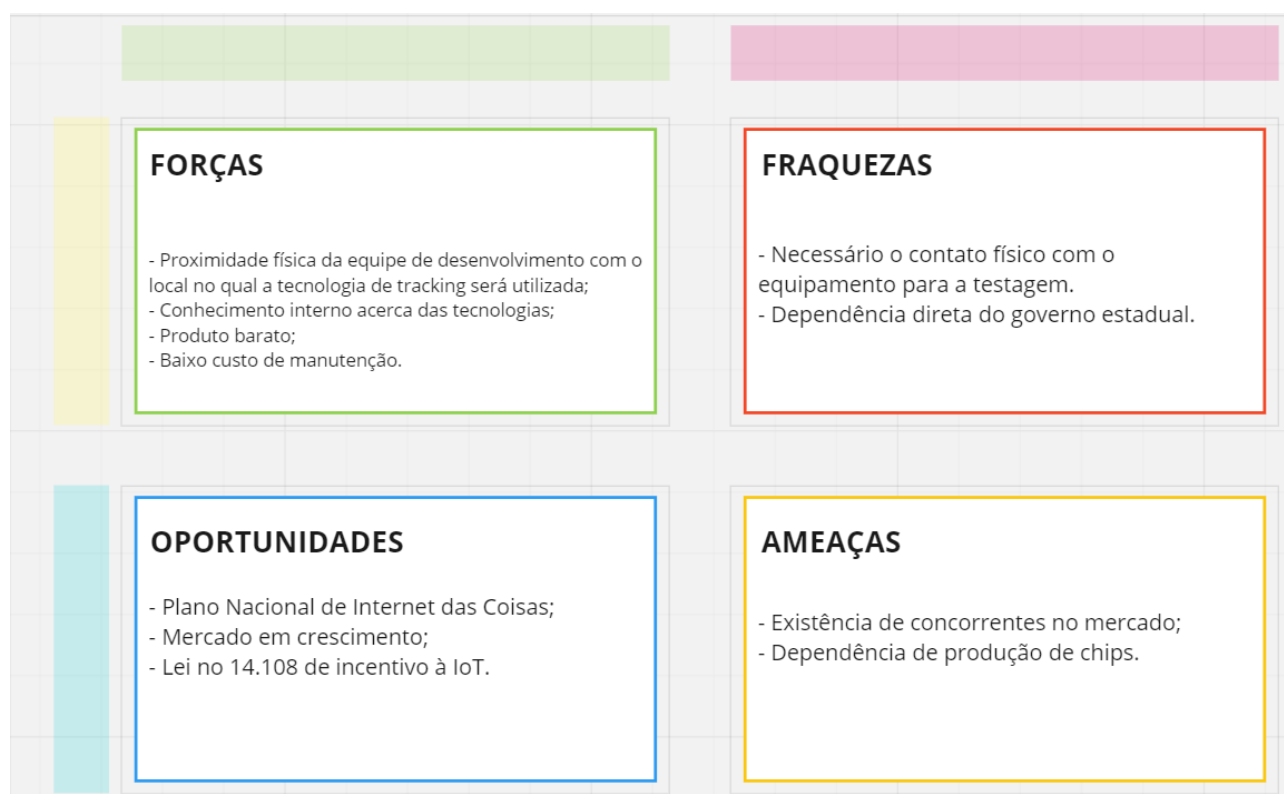 FORÇAS
- Proximidade física da equipe de desenvolvimento com o
local no qual a tecnologia de tracking será utilizada;
- Conhecimento interno acerca das tecnologias;
- Produto barato;
- Baixo custo de manutenção.
FRAQUEZAS
- Necessário o contato físico com o
equipamento para a testagem.
- Dependência direta do governo estadual.
OPORTUNIDADES
- Plano Nacional de Internet das Coisas;
- Mercado em crescimento;
- Lei no 14.108 de incentivo à IoT.
AMEAÇAS
- Existência de concorrentes no mercado;
- Dependência de produção de chips.